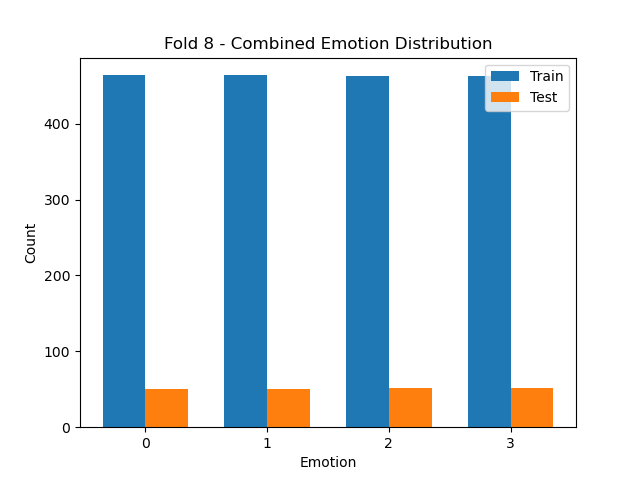 Fold 8 - Combined Emotion Distribution
Train
Test
400
300
200
100
0
Count
0 1 2 3
Emotion